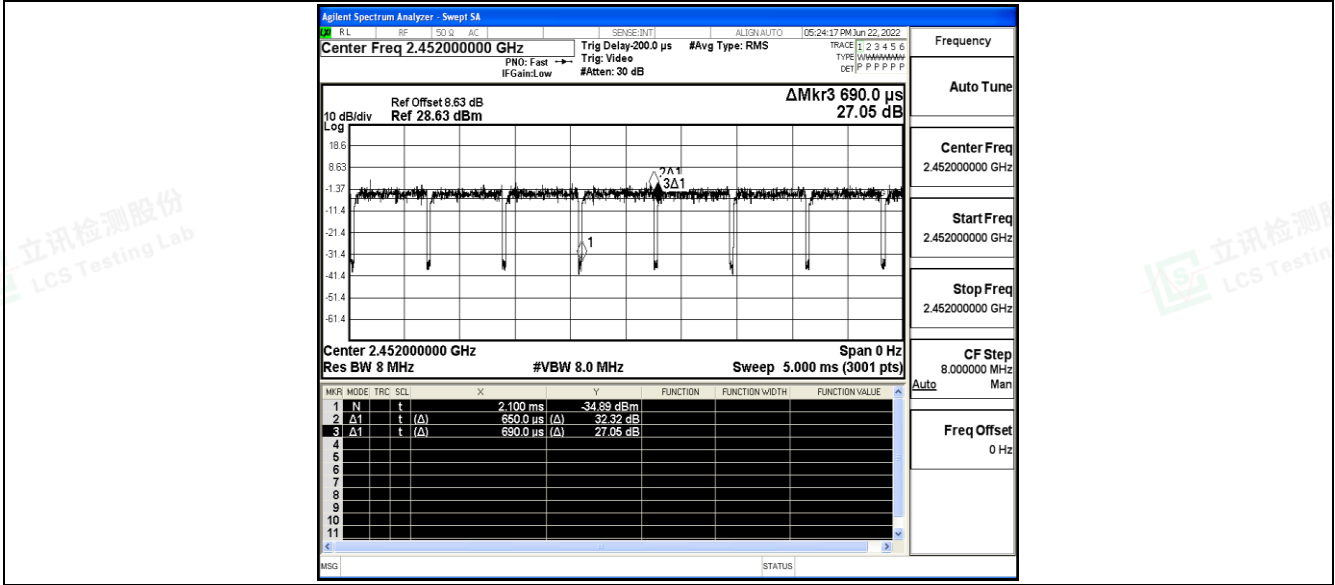 Agilent Spectrum Analyzer - Swept SA
RL RF 50 Ω AC SENSE:INT ALIGN AUTO 05:24:17 PM Jun 22, 2022
Center Freq 2.452000000 GHz
PNO: Fast
IFGain:Low
Trig Delay-200.0 µs
Trig: Video
#Atten: 30 dB
#Avg Type: RMS
TRACE 1 2 3 4 5 6
TYPE
DET P P P P P P
ΔMkr3 690.0 µs
27.05 dB
Ref Offset 8.63 dB
10 dB/div Ref 28.63 dBm
Log
18.6
8.63
-1.37
-11.4
-21.4
-31.4
-41.4
-51.4
-61.4
2Δ1
3Δ1
1
Center 2.452000000 GHz Span 0 Hz
Res BW 8 MHz #VBW 8.0 MHz Sweep 5.000 ms (3001 pts)
MKR MODE TRC SCL X Y FUNCTION FUNCTION WIDTH FUNCTION VALUE
1 N t 2.100 ms -34.89 dBm
2 Δ1 t (Δ) 650.0 µs (Δ) 32.32 dB
3 Δ1 t (Δ) 690.0 µs (Δ) 27.05 dB
4
5
6
7
8
9
10
11
MSG STATUS
Frequency
Auto Tune
Center Freq
2.452000000 GHz
Start Freq
2.452000000 GHz
Stop Freq
2.452000000 GHz
CF Step
8.000000 MHz
Auto Man
Freq Offset
0 Hz
立讯检测股份
LCS Testing Lab
立讯检测
LCS Testin